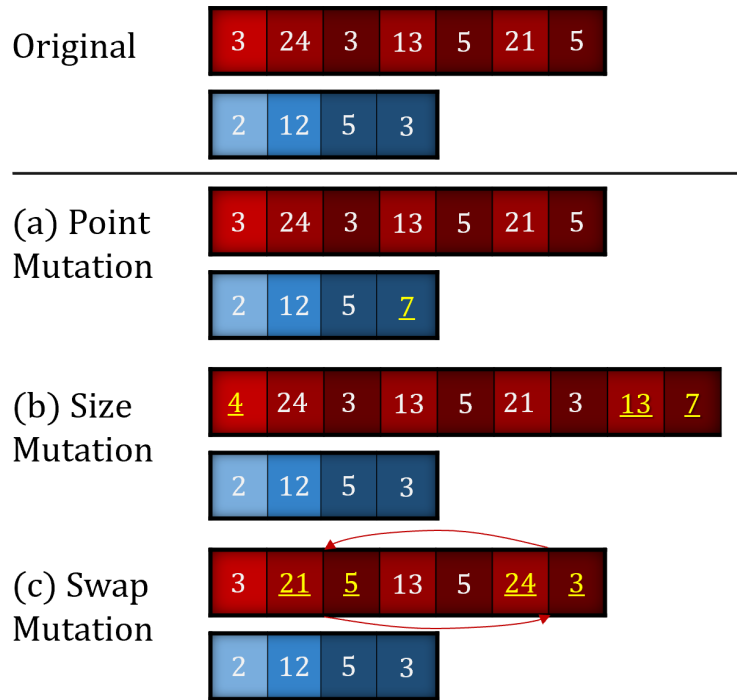 Original
3 24 3 13 5 21 5
2 12 5 3
(a) Point
Mutation
3 24 3 13 5 21 5
2 12 5 7
(b) Size
Mutation
4 24 3 13 5 21 3 13 7
2 12 5 3
(c) Swap
Mutation
3 21 5 13 5 24 3
2 12 5 3